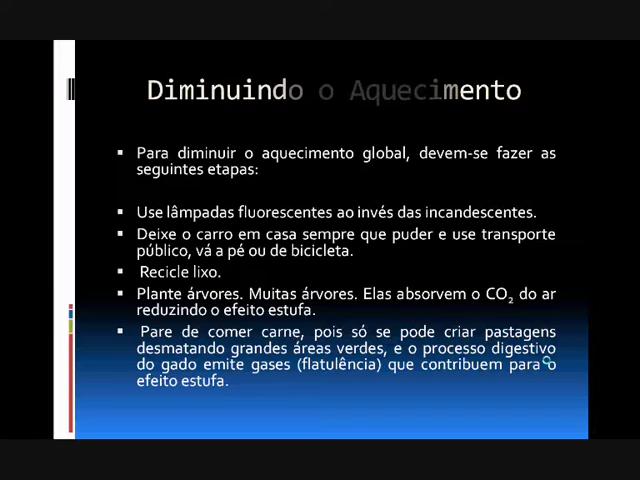 Diminuindo o Aquecimento
▪ Para diminuir o aquecimento global, devem-se fazer as
seguintes etapas:
▪ Use lâmpadas fluorescentes ao invés das incandescentes.
▪ Deixe o carro em casa sempre que puder e use transporte
público, vá a pé ou de bicicleta.
▪ Recicle lixo.
▪ Plante árvores. Muitas árvores. Elas absorvem o CO₂ do ar
reduzindo o efeito estufa.
▪ Pare de comer carne, pois só se pode criar pastagens
desmatando grandes áreas verdes, e o processo digestivo
do gado emite gases (flatulência) que contribuem para o
efeito estufa.